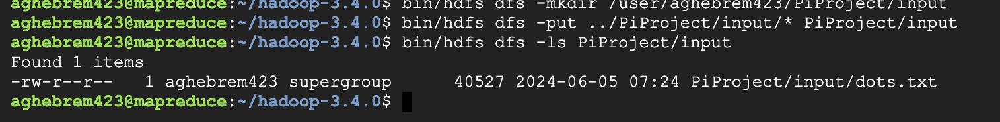 aghebrem423@mapreduce:~/hadoop-3.4.0$ bin/hdfs dfs -mkdir /user/aghebrem423/PiProject/input
aghebrem423@mapreduce:~/hadoop-3.4.0$ bin/hdfs dfs -put ../PiProject/input/* PiProject/input
aghebrem423@mapreduce:~/hadoop-3.4.0$ bin/hdfs dfs -ls PiProject/input
Found 1 items
-rw-r--r--   1 aghebrem423 supergroup      40527 2024-06-05 07:24 PiProject/input/dots.txt
aghebrem423@mapreduce:~/hadoop-3.4.0$